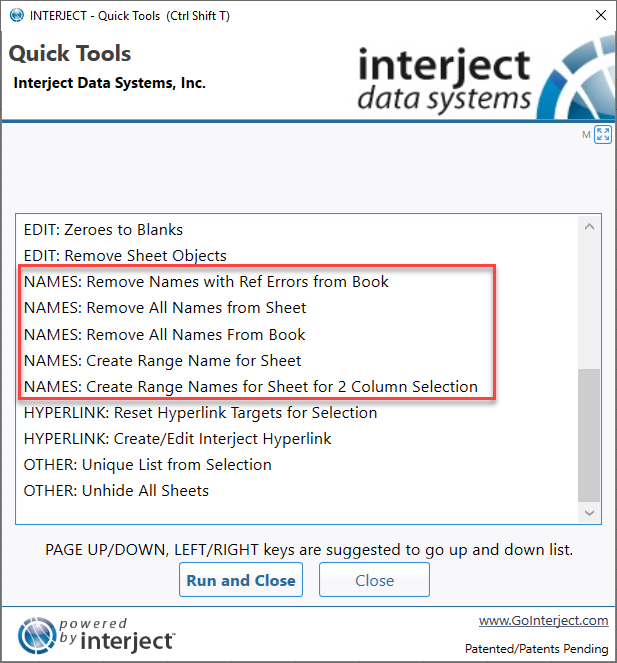 INTERJECT - Quick Tools (Ctrl Shift T)
Quick Tools
Interject Data Systems, Inc.
interject
data systems
M
EDIT: Zeroes to Blanks
EDIT: Remove Sheet Objects
NAMES: Remove Names with Ref Errors from Book
NAMES: Remove All Names from Sheet
NAMES: Remove All Names From Book
NAMES: Create Range Name for Sheet
NAMES: Create Range Names for Sheet for 2 Column Selection
HYPERLINK: Reset Hyperlink Targets for Selection
HYPERLINK: Create/Edit Interject Hyperlink
OTHER: Unique List from Selection
OTHER: Unhide All Sheets
PAGE UP/DOWN, LEFT/RIGHT keys are suggested to go up and down list.
Run and Close
Close
powered
by interject™
www.GoInterject.com
Patented/Patents Pending